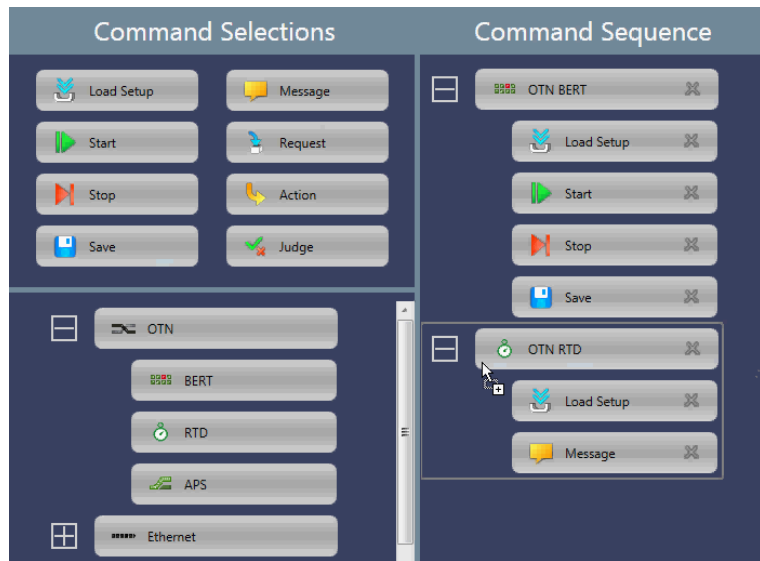 Command Selections
Load Setup
Message
Start
Request
Stop
Action
Save
Judge
OTN
BERT
RTD
APS
Ethernet
Command Sequence
OTN BERT
Load Setup
Start
Stop
Save
OTN RTD
Load Setup
Message